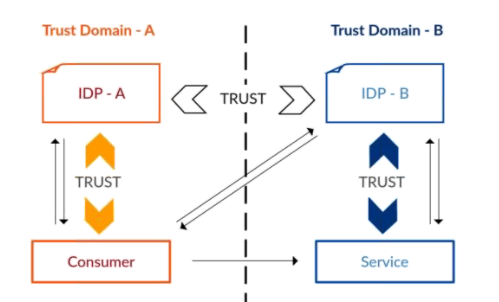 Trust Domain - A
Trust Domain - B
IDP - A
TRUST
IDP - B
TRUST
TRUST
Consumer
Service